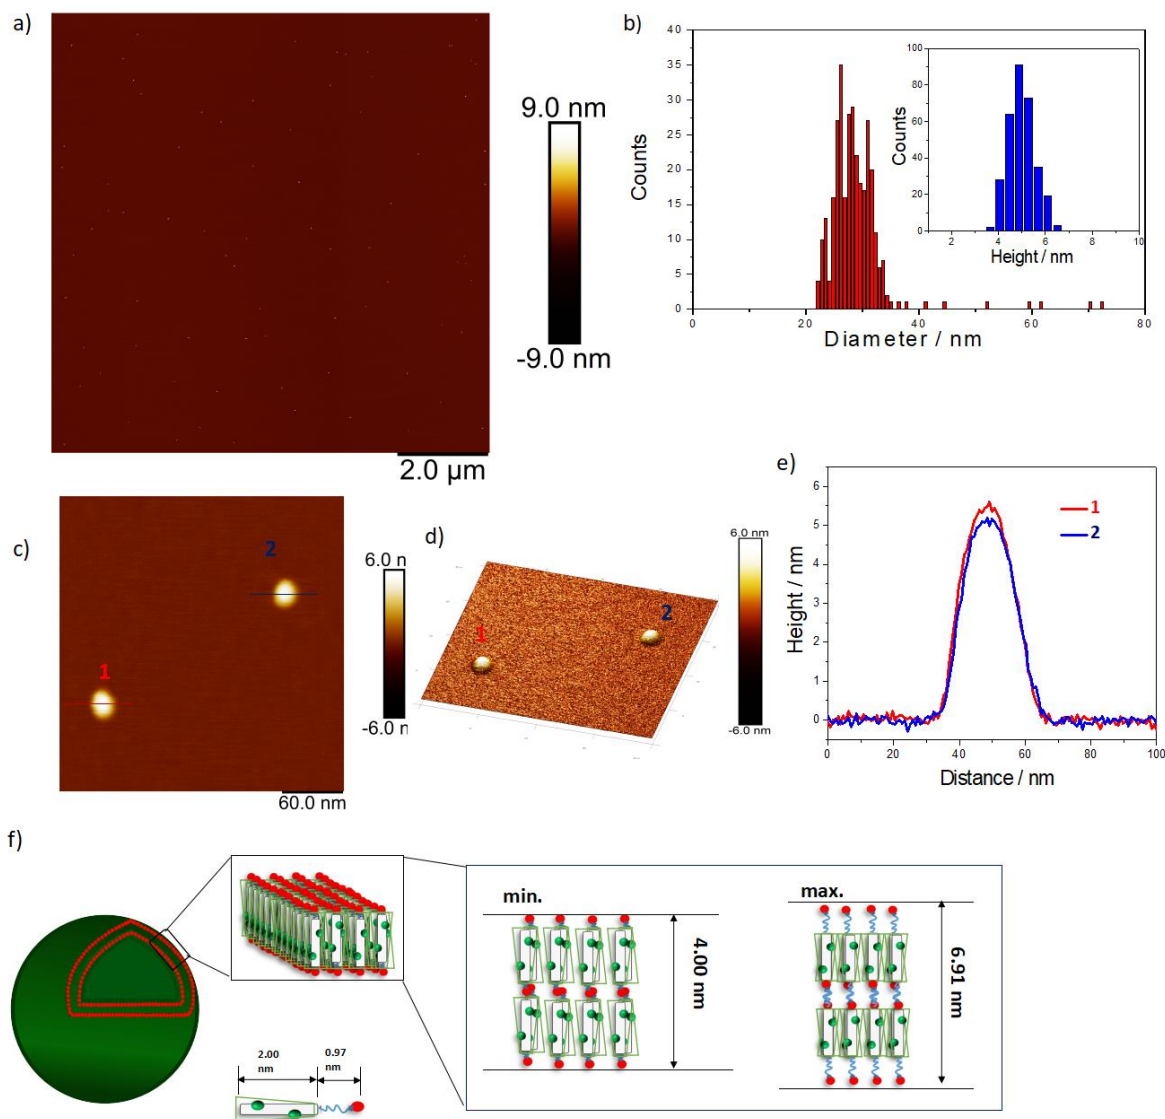 a)
9.0 nm
-9.0 nm
2.0 µm
b)
40
35
30
25
20
15
10
5
0
Counts
0 20 40 60 80
Diameter / nm
100
80
60
40
20
0
Counts
2 4 6 8 10
Height / nm
c)
2
1
6.0 n
-6.0 n
60.0 nm
d)
1
2
6.0 nm
-6.0 nm
e)
6
5
4
3
2
1
0
Height / nm
1
2
0 20 40 60 80 100
Distance / nm
f)
2.00
nm
0.97
nm
min.
4.00 nm
max.
6.91 nm